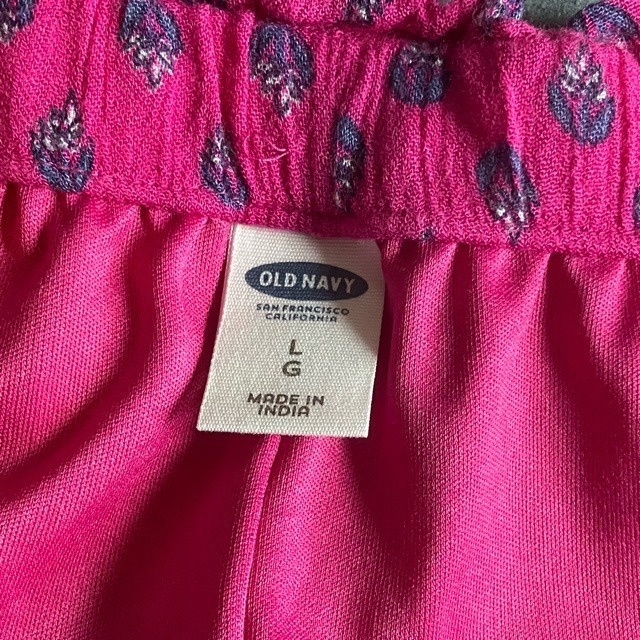 OLD NAVY
SAN FRANCISCO
CALIFORNIA
L
G
MADE IN
INDIA